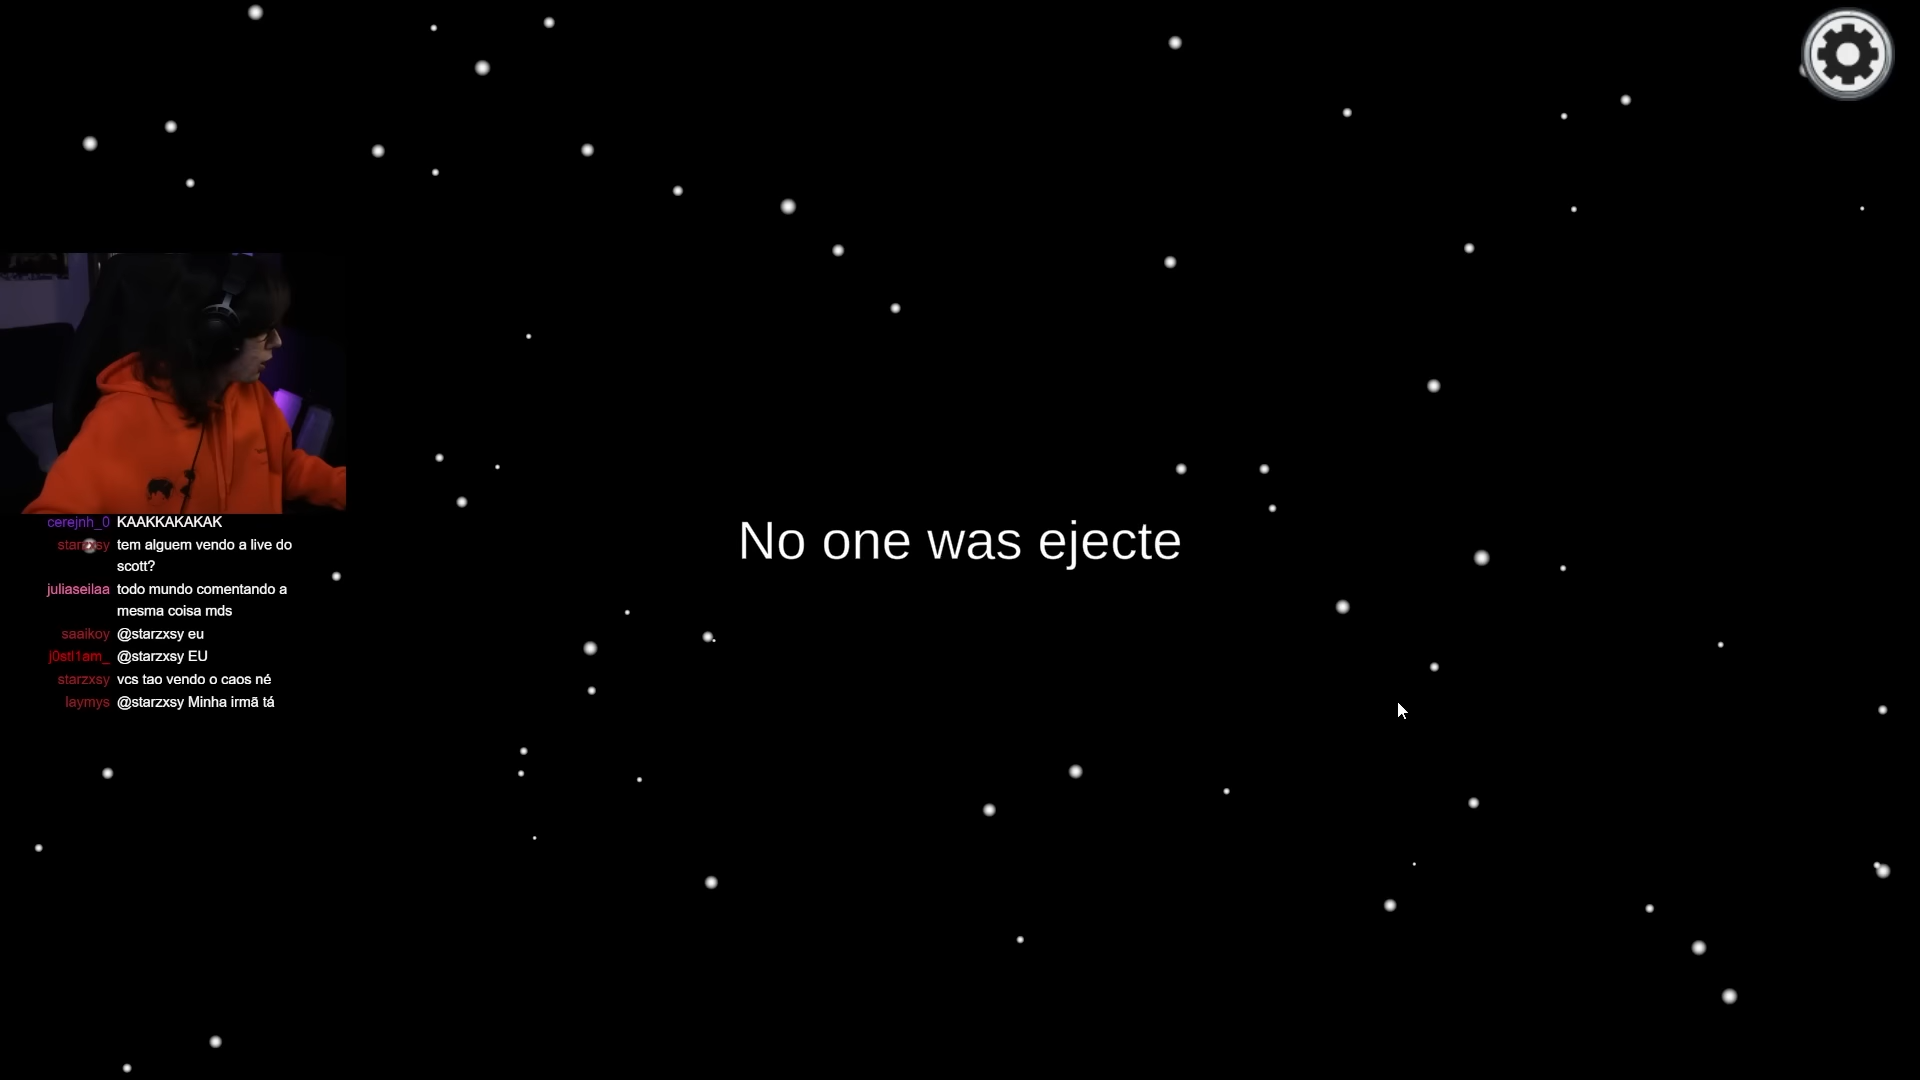 cerejnh_0 KAAKKAKAKAK
starzxsy tem alguem vendo a live do
scott?
juliaseilaa todo mundo comentando a
mesma coisa mds
saaikoy @starzxsy eu
j0stl1am_ @starzxsy EU
starzxsy vcs tao vendo o caos né
laymys @starzxsy Minha irmã tá
No one was ejecte